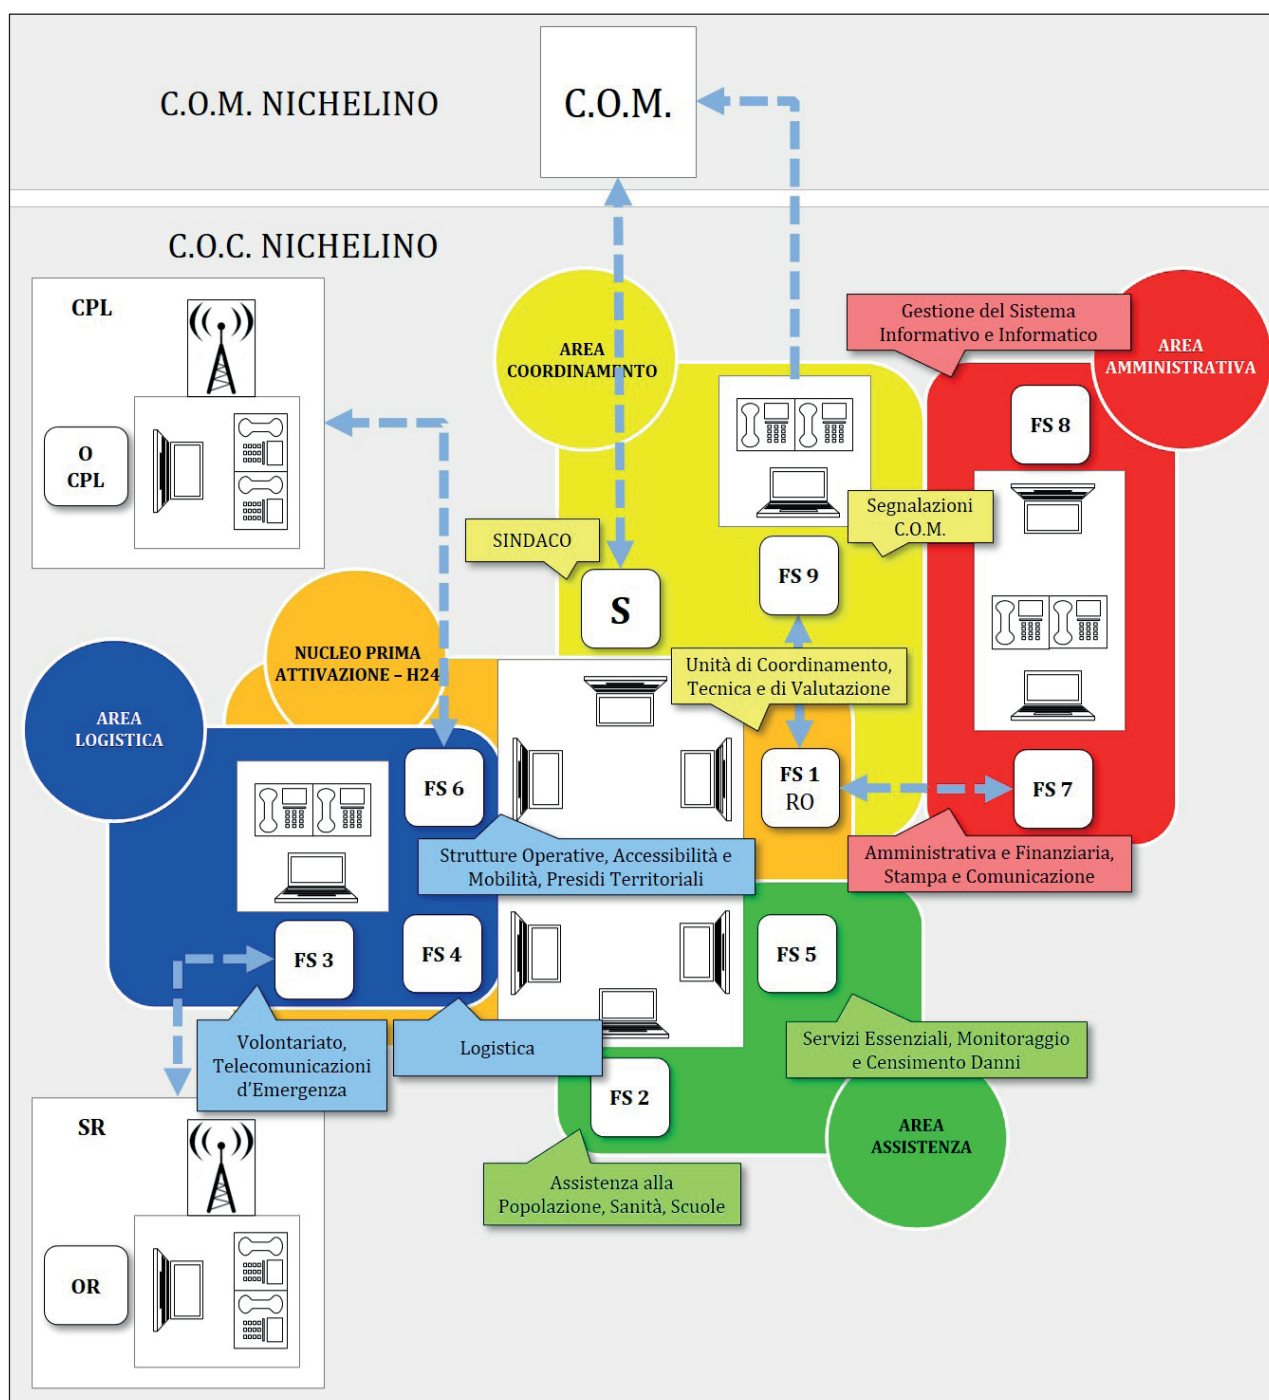 C.O.M. NICHELINO
C.O.M.
C.O.C. NICHELINO
CPL
O
CPL
AREA
COORDINAMENTO
Gestione del Sistema
Informativo e Informatico
AREA
AMMINISTRATIVA
FS 8
Segnalazioni
C.O.M.
SINDACO
S
FS 9
NUCLEO PRIMA
ATTIVAZIONE – H24
Unità di Coordinamento,
Tecnica e di Valutazione
AREA
LOGISTICA
FS 6
FS 1
RO
FS 7
Strutture Operative, Accessibilità e
Mobilità, Presidi Territoriali
Amministrativa e Finanziaria,
Stampa e Comunicazione
FS 3
FS 4
FS 5
Volontariato,
Telecomunicazioni
d'Emergenza
Logistica
Servizi Essenziali, Monitoraggio
e Censimento Danni
FS 2
AREA
ASSISTENZA
SR
Assistenza alla
Popolazione, Sanità, Scuole
OR